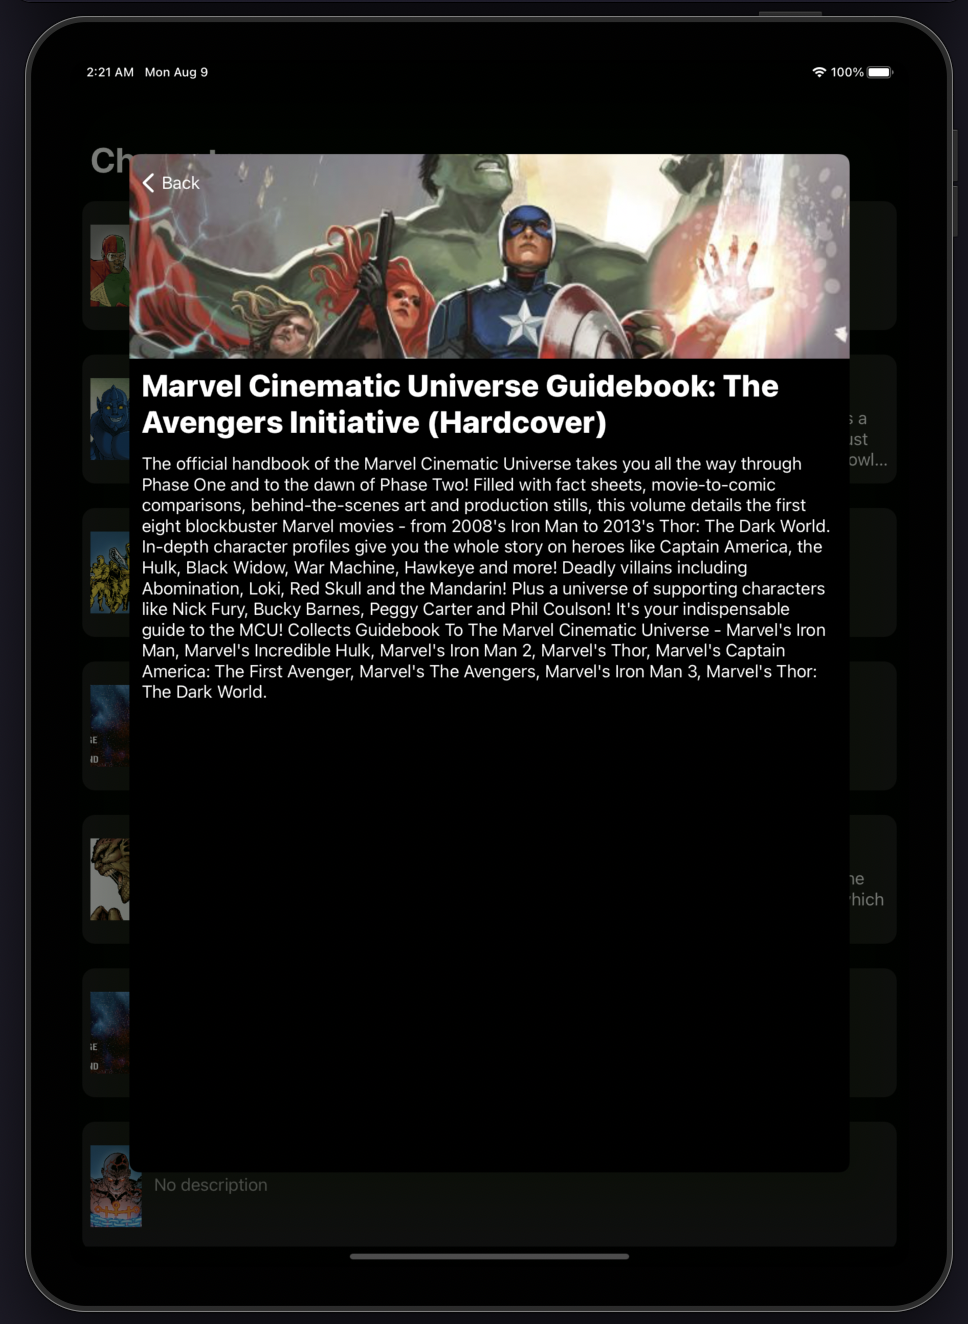 2:21 AM Mon Aug 9
100%
Back
Marvel Cinematic Universe Guidebook: The
Avengers Initiative (Hardcover)
The official handbook of the Marvel Cinematic Universe takes you all the way through
Phase One and to the dawn of Phase Two! Filled with fact sheets, movie-to-comic
comparisons, behind-the-scenes art and production stills, this volume details the first
eight blockbuster Marvel movies - from 2008's Iron Man to 2013's Thor: The Dark World.
In-depth character profiles give you the whole story on heroes like Captain America, the
Hulk, Black Widow, War Machine, Hawkeye and more! Deadly villains including
Abomination, Loki, Red Skull and the Mandarin! Plus a universe of supporting characters
like Nick Fury, Bucky Barnes, Peggy Carter and Phil Coulson! It's your indispensable
guide to the MCU! Collects Guidebook To The Marvel Cinematic Universe - Marvel's Iron
Man, Marvel's Incredible Hulk, Marvel's Iron Man 2, Marvel's Thor, Marvel's Captain
America: The First Avenger, Marvel's The Avengers, Marvel's Iron Man 3, Marvel's Thor:
The Dark World.
No description